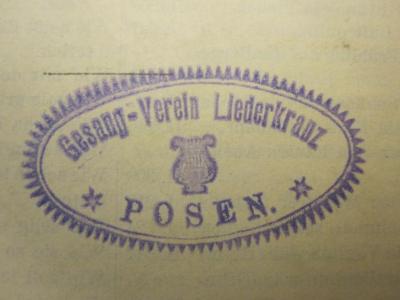 Gesang-Verein Liederkranz
* POSEN. *